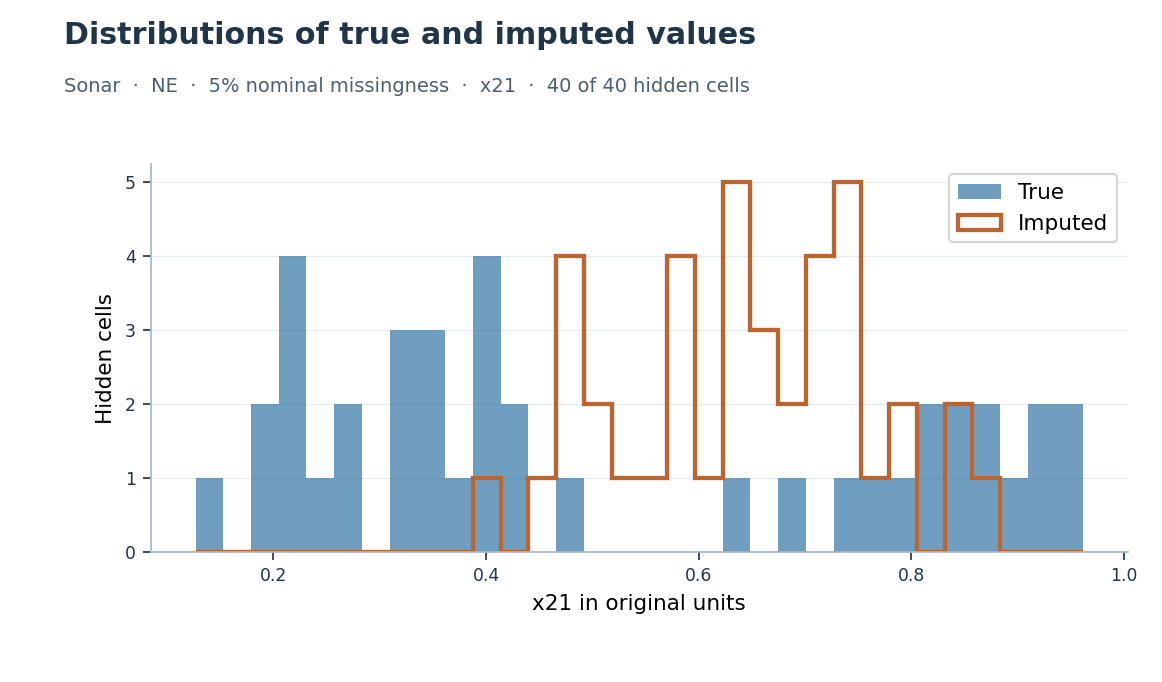 Distributions of true and imputed values
Sonar · NE · 5% nominal missingness · x21 · 40 of 40 hidden cells
True
Imputed
Hidden cells
5
4
3
2
1
0
0.2 0.4 0.6 0.8 1.0
x21 in original units